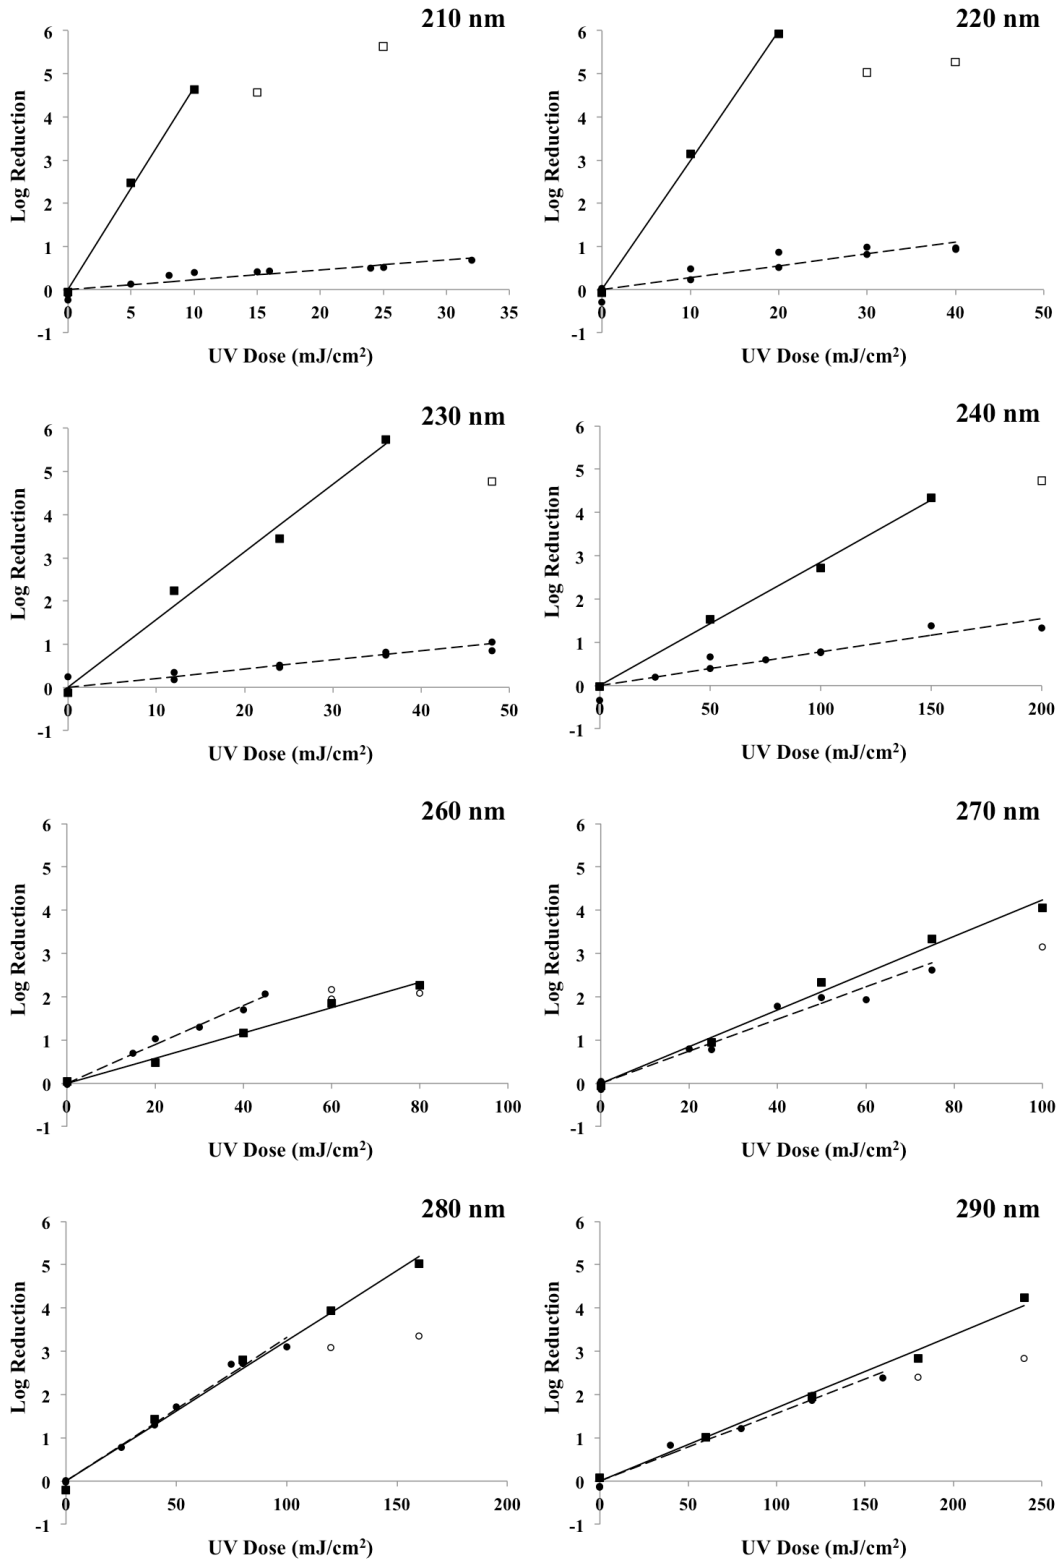 210 nm
6
5
4
3
2
1
0
-1
0 5 10 15 20 25 30 35
Log Reduction
UV Dose (mJ/cm²)
220 nm
6
5
4
3
2
1
0
-1
0 10 20 30 40 50
Log Reduction
UV Dose (mJ/cm²)
230 nm
6
5
4
3
2
1
0
-1
0 10 20 30 40 50
Log Reduction
UV Dose (mJ/cm²)
240 nm
6
5
4
3
2
1
0
-1
0 50 100 150 200
Log Reduction
UV Dose (mJ/cm²)
260 nm
6
5
4
3
2
1
0
-1
0 20 40 60 80 100
Log Reduction
UV Dose (mJ/cm²)
270 nm
6
5
4
3
2
1
0
-1
0 20 40 60 80 100
Log Reduction
UV Dose (mJ/cm²)
280 nm
6
5
4
3
2
1
0
-1
0 50 100 150 200
Log Reduction
UV Dose (mJ/cm²)
290 nm
6
5
4
3
2
1
0
-1
0 50 100 150 200 250
Log Reduction
UV Dose (mJ/cm²)